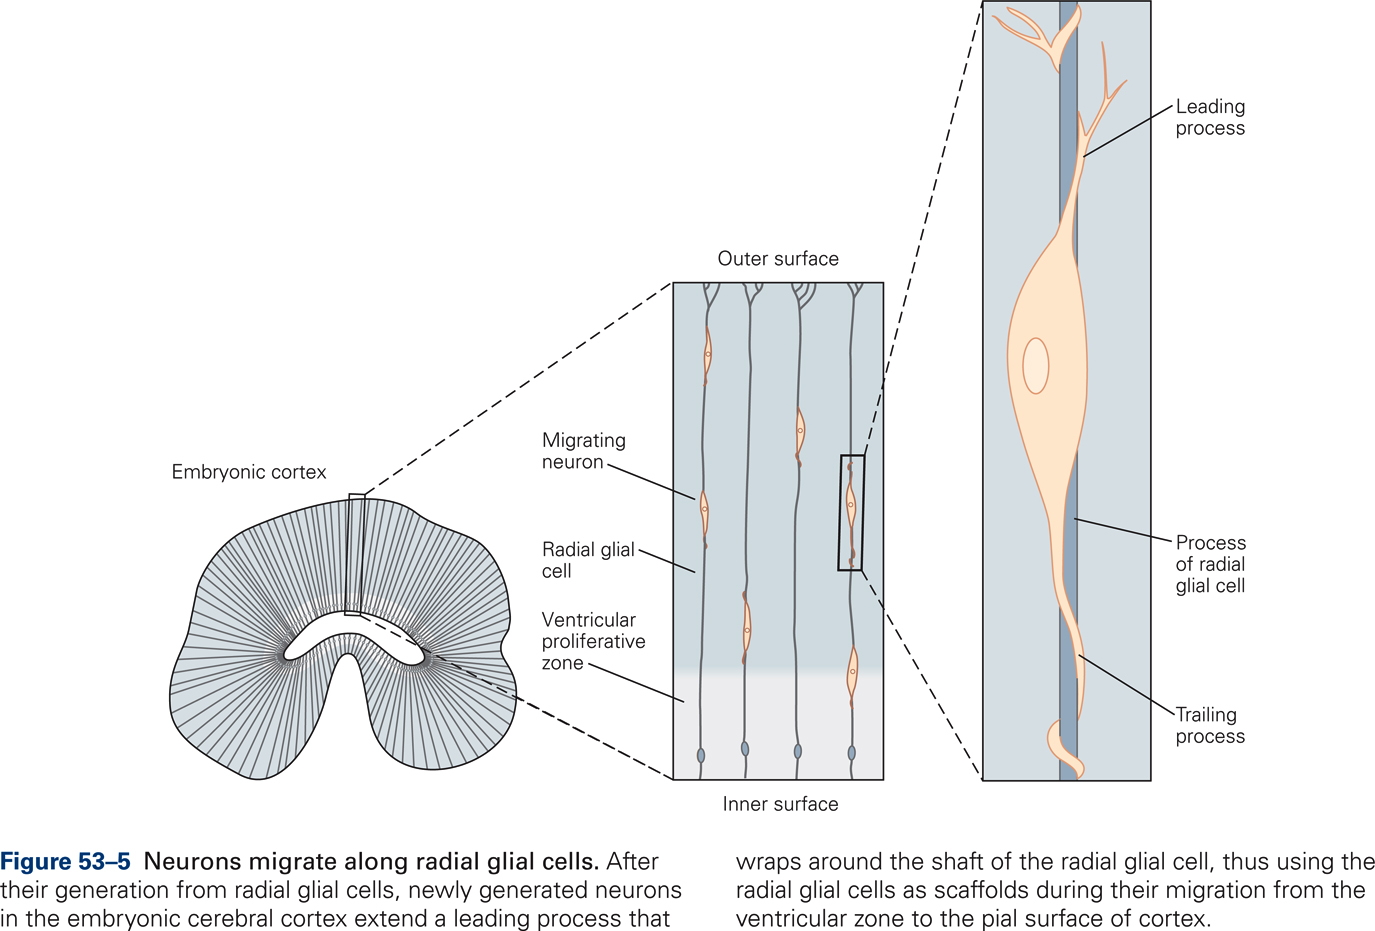 Embryonic cortex
Outer surface
Migrating
neuron
Radial glial
cell
Ventricular
proliferative
zone
Inner surface
Leading
process
Process
of radial
glial cell
Trailing
process
Figure 53–5 Neurons migrate along radial glial cells. After
their generation from radial glial cells, newly generated neurons
in the embryonic cerebral cortex extend a leading process that
wraps around the shaft of the radial glial cell, thus using the
radial glial cells as scaffolds during their migration from the
ventricular zone to the pial surface of cortex.